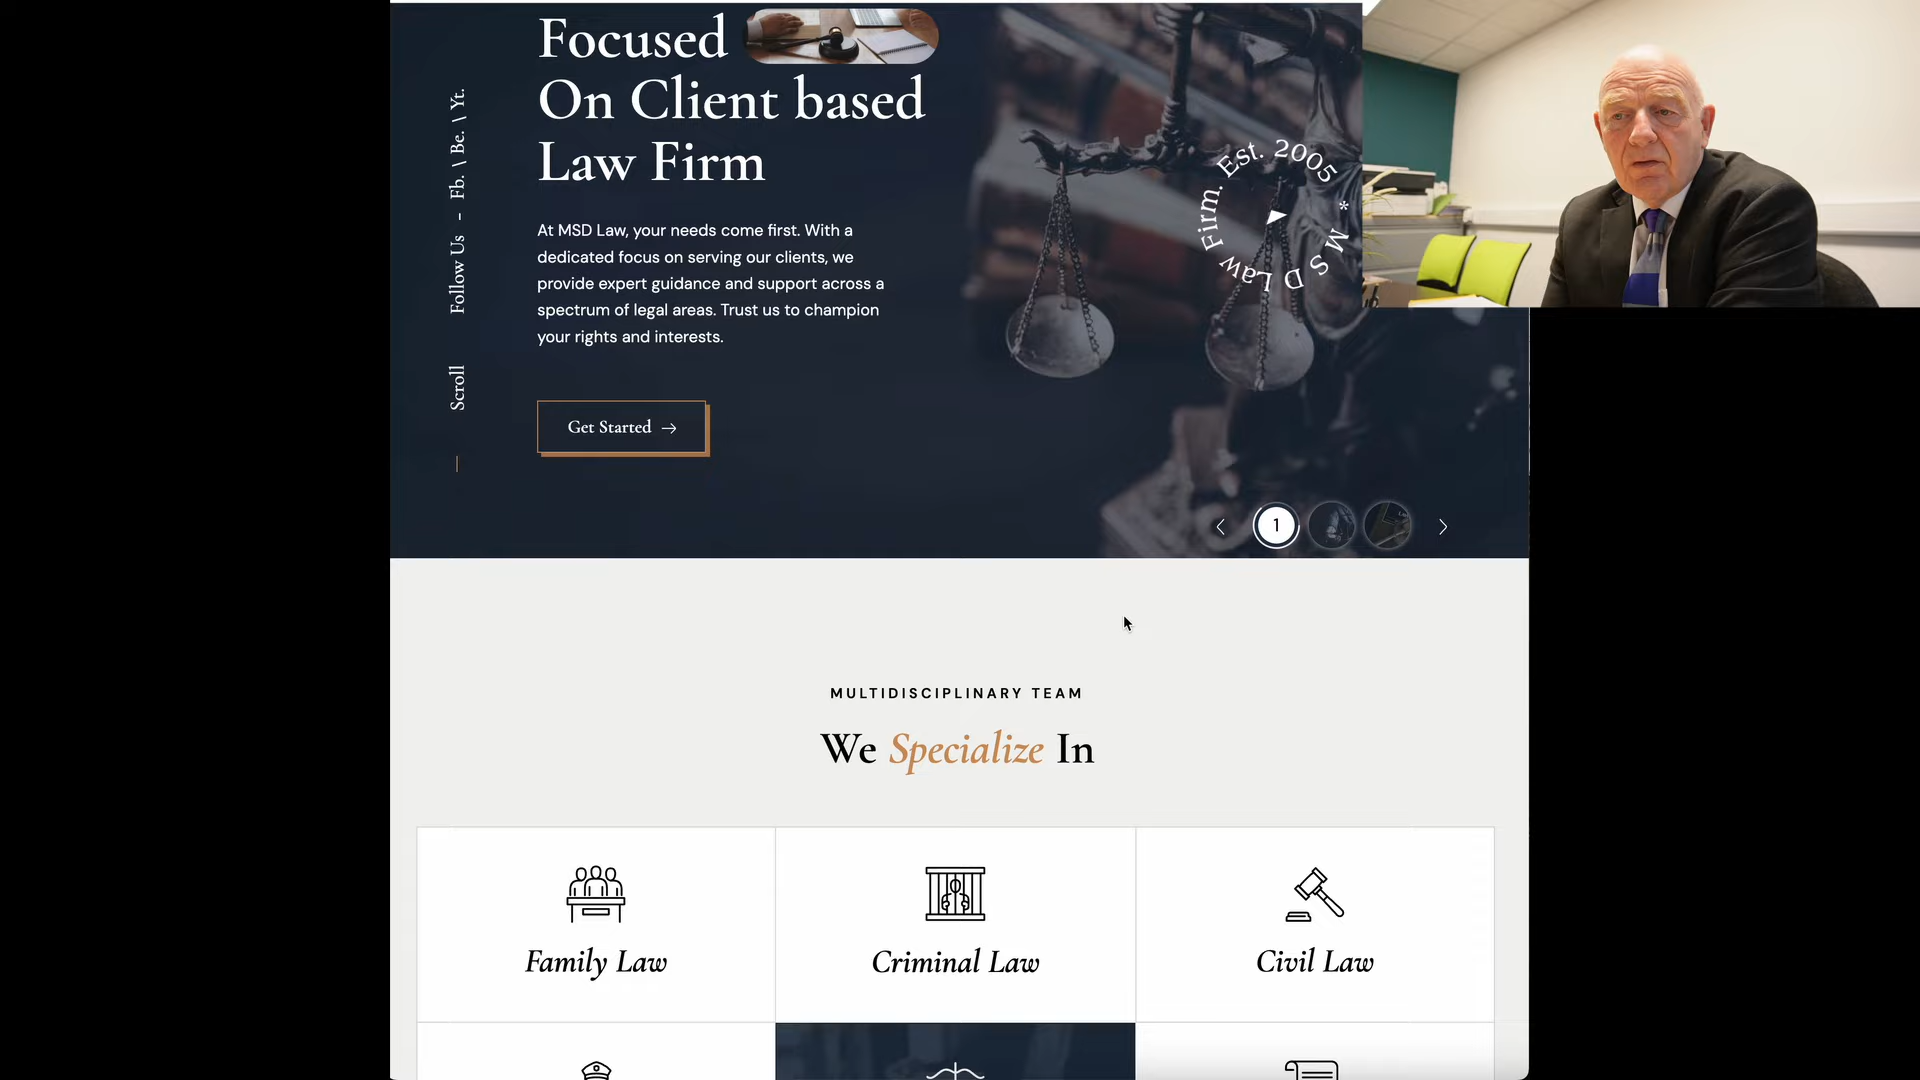 Focused
On Client based
Law Firm
At MSD Law, your needs come first. With a
dedicated focus on serving our clients, we
provide expert guidance and support across a
spectrum of legal areas. Trust us to champion
your rights and interests.
Get Started
Scroll
Follow Us - Fb. \ Be. \ Yt.
Est. 2005 * MSD Law Firm.
1
MULTIDISCIPLINARY TEAM
We Specialize In
Family Law
Criminal Law
Civil Law